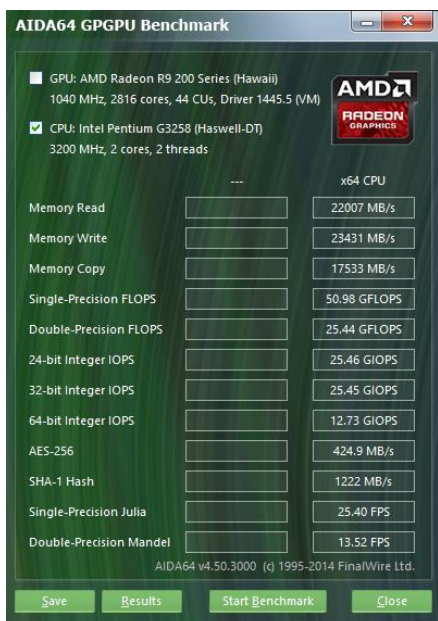 AIDA64 GPGPU Benchmark
GPU: AMD Radeon R9 200 Series (Hawaii)
1040 MHz, 2816 cores, 44 CUs, Driver 1445.5 (VM)
CPU: Intel Pentium G3258 (Haswell-DT)
3200 MHz, 2 cores, 2 threads
AMD
RADEON
GRAPHICS
--- x64 CPU
Memory Read 22007 MB/s
Memory Write 23431 MB/s
Memory Copy 17533 MB/s
Single-Precision FLOPS 50.98 GFLOPS
Double-Precision FLOPS 25.44 GFLOPS
24-bit Integer IOPS 25.46 GIOPS
32-bit Integer IOPS 25.45 GIOPS
64-bit Integer IOPS 12.73 GIOPS
AES-256 424.9 MB/s
SHA-1 Hash 1222 MB/s
Single-Precision Julia 25.40 FPS
Double-Precision Mandel 13.52 FPS
AIDA64 v4.50.3000 (c) 1995-2014 FinalWire Ltd.
Save Results Start Benchmark Close